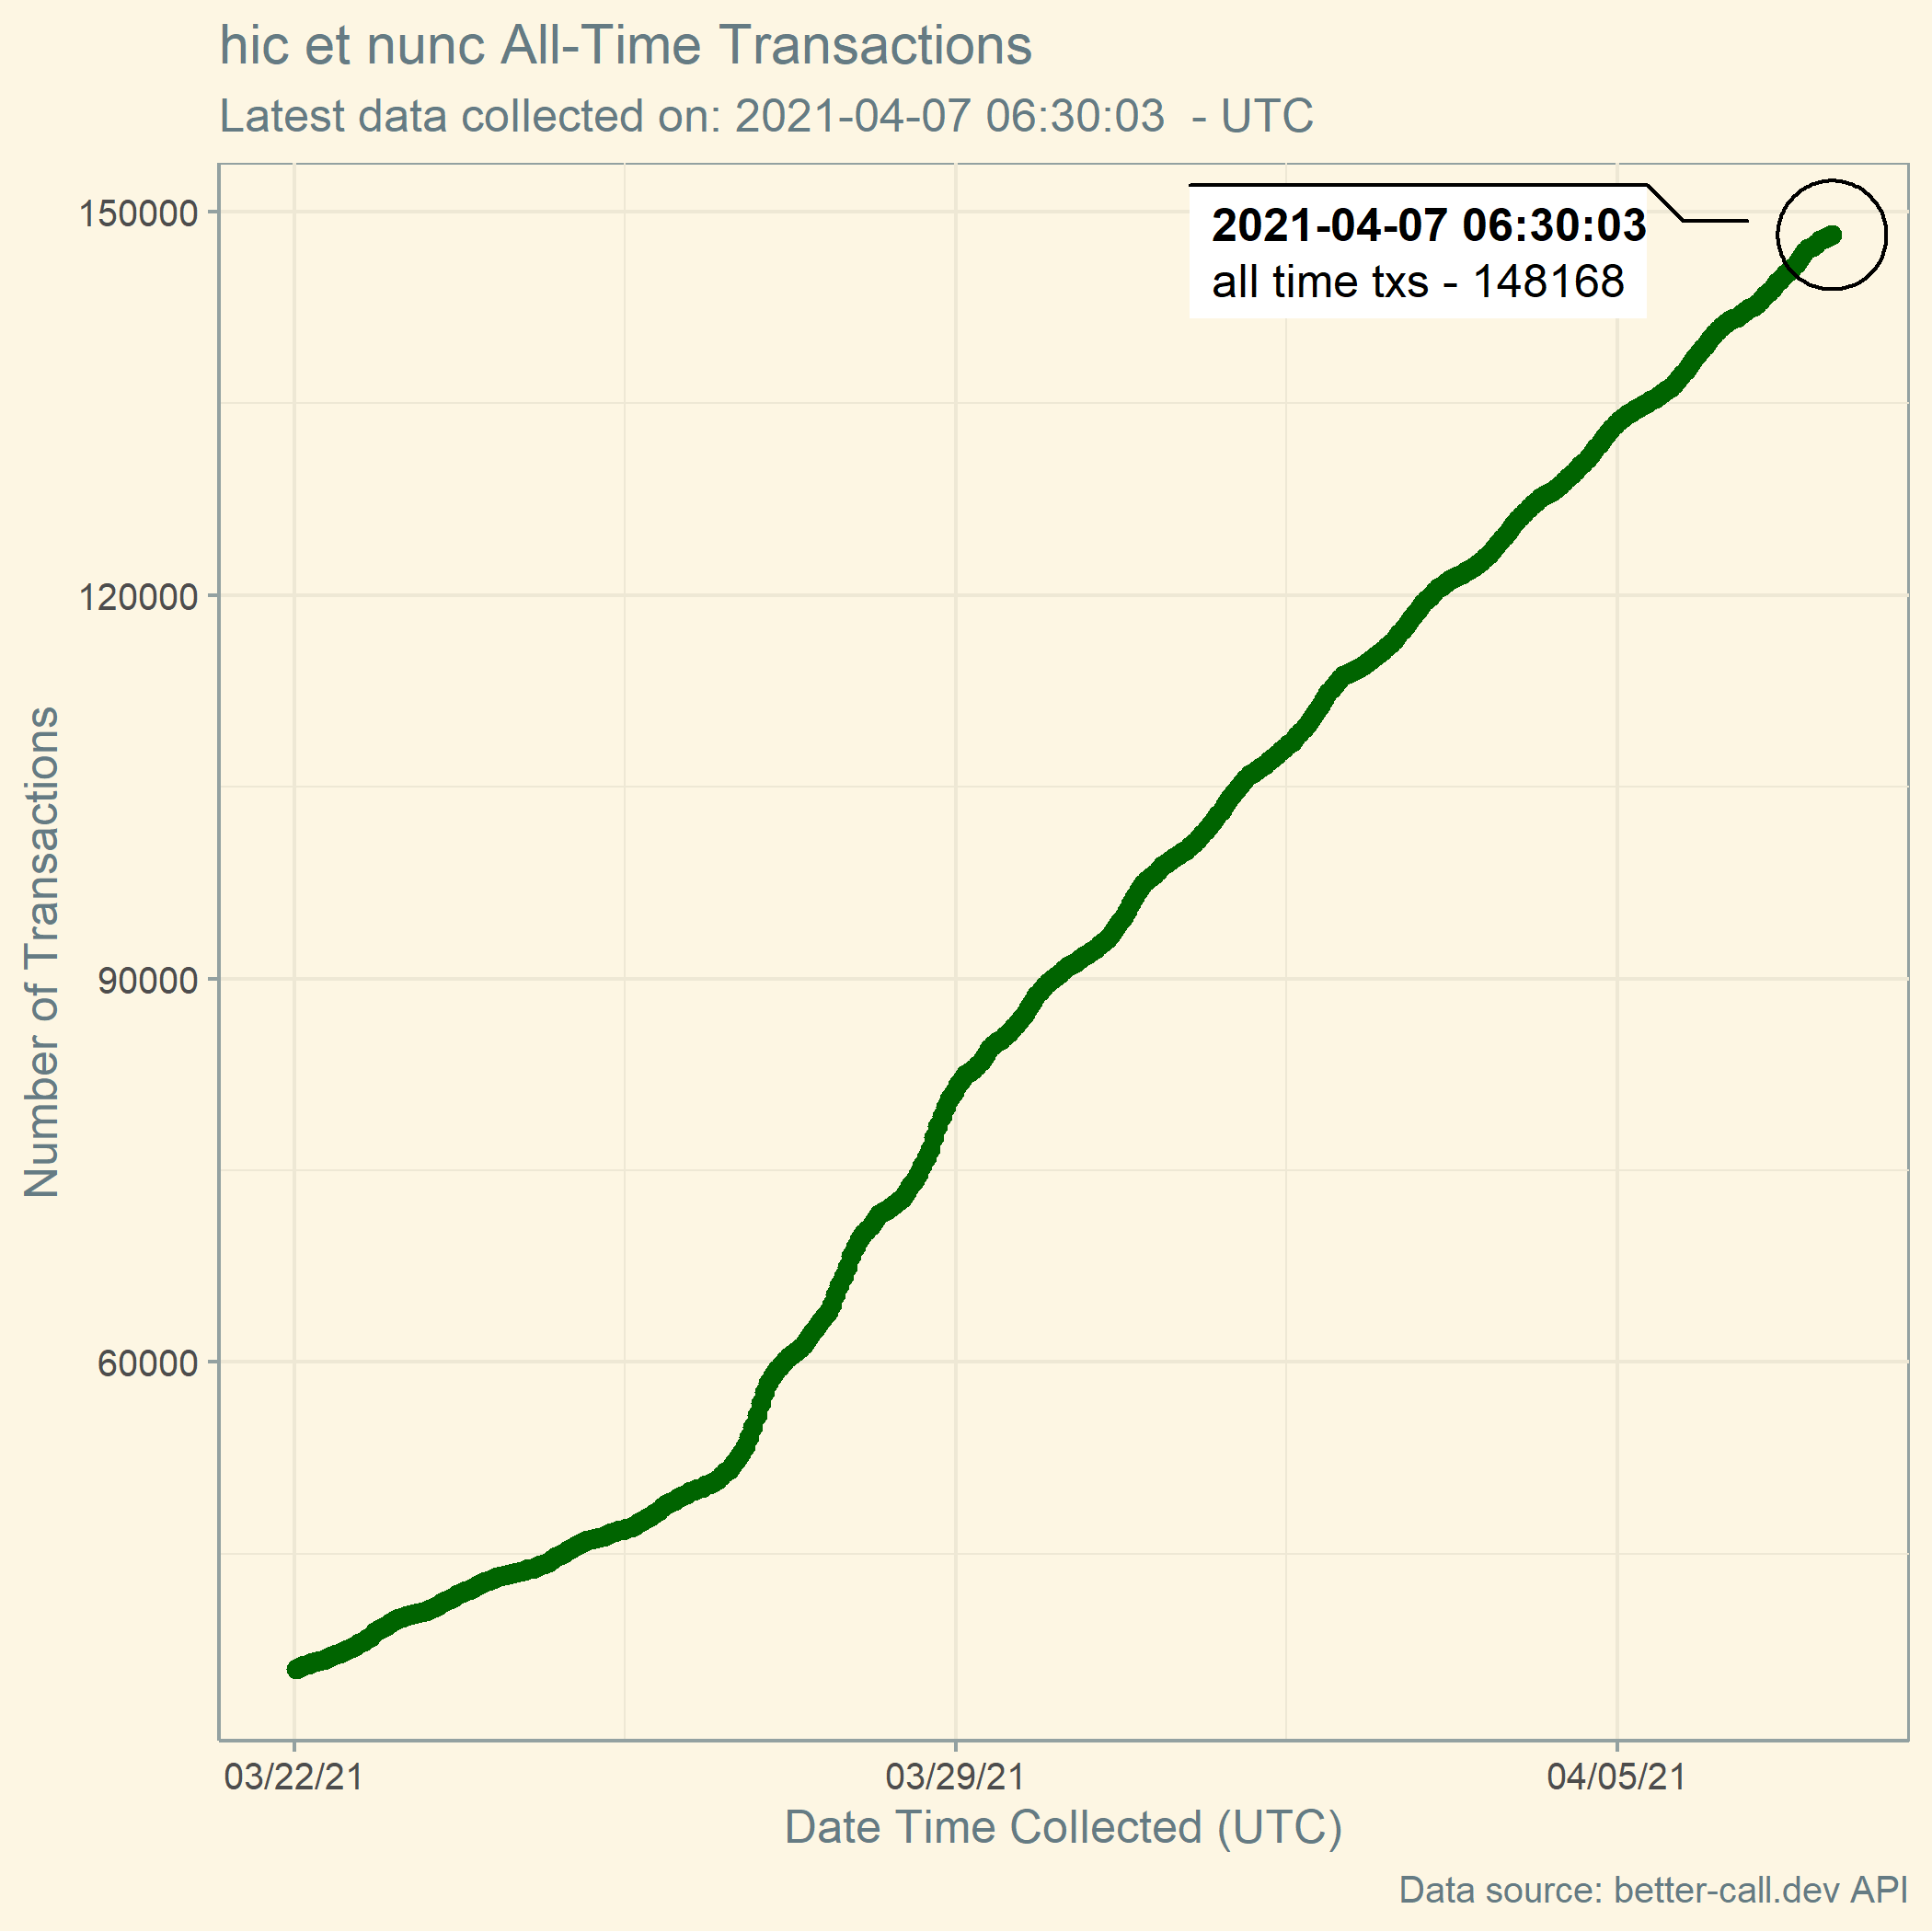 hic et nunc All-Time Transactions
Latest data collected on: 2021-04-07 06:30:03  - UTC
Number of Transactions
150000
120000
90000
60000
2021-04-07 06:30:03
all time txs - 148168
03/22/21
03/29/21
04/05/21
Date Time Collected (UTC)
Data source: better-call.dev API